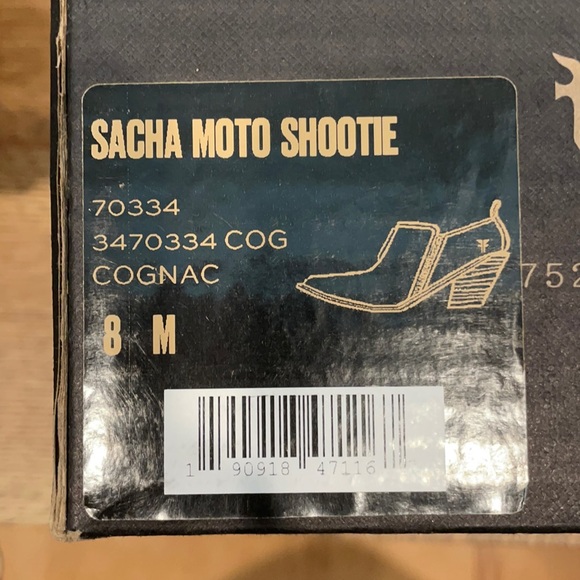 SACHA MOTO SHOOTIE
70334
3470334 COG
COGNAC
8 M
752
1 90918 47116